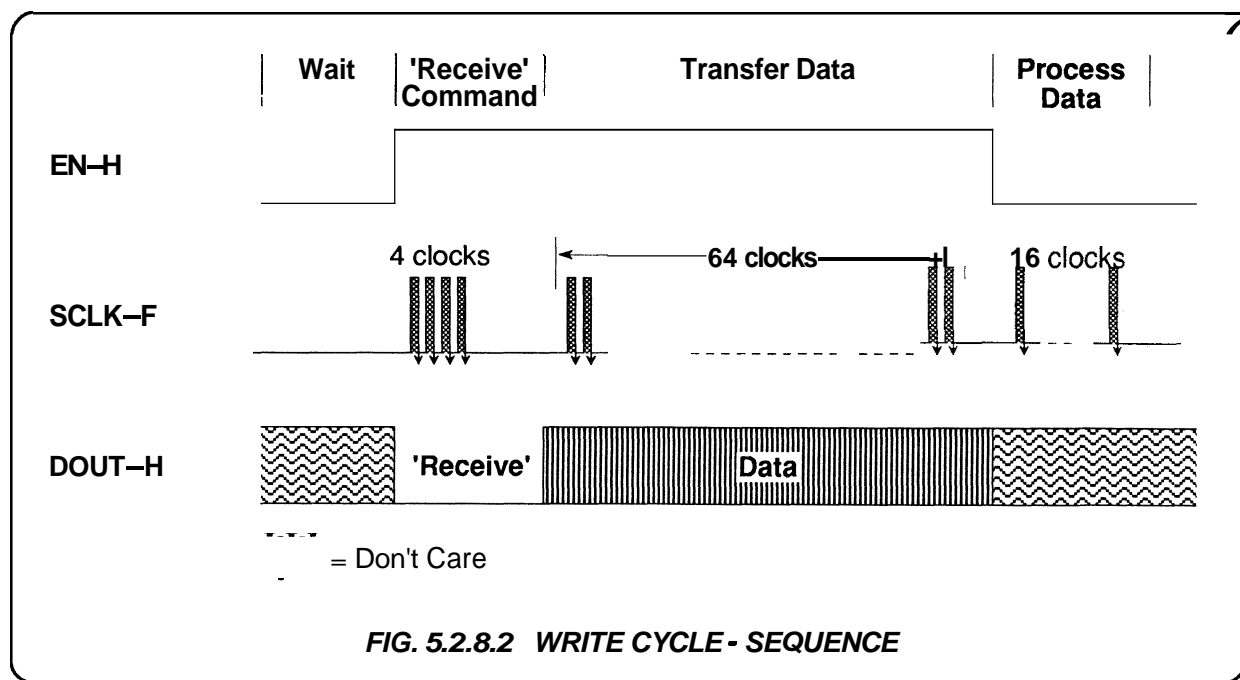 Wait 'Receive' Transfer Data Process
Command Data
EN–H
4 clocks 64 clocks 16 clocks
SCLK–F
DOUT–H 'Receive' Data
= Don't Care
FIG. 5.2.8.2 WRITE CYCLE - SEQUENCE